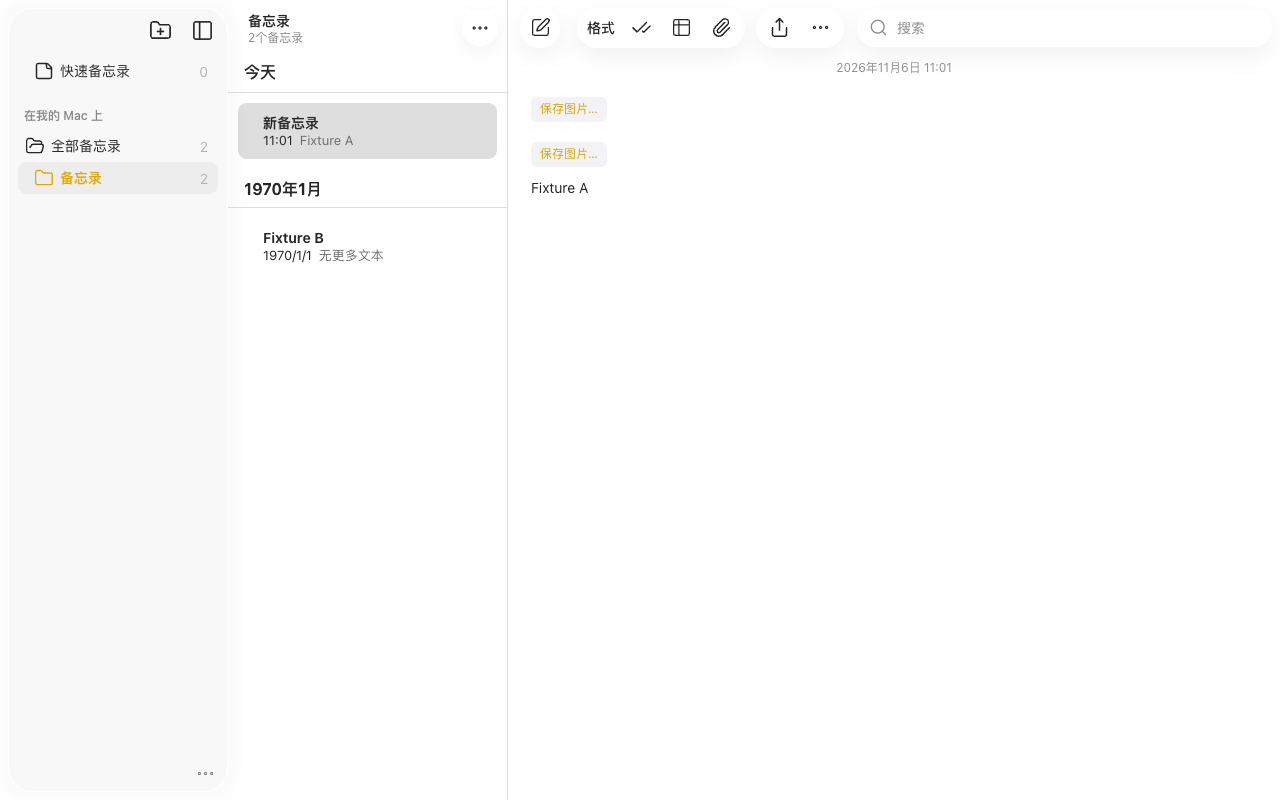 快速备忘录 0
在我的 Mac 上
全部备忘录 2
备忘录 2
备忘录
2个备忘录
今天
新备忘录
11:01 Fixture A
1970年1月
Fixture B
1970/1/1 无更多文本
格式
搜索
2026年11月6日 11:01
保存图片...
保存图片...
Fixture A